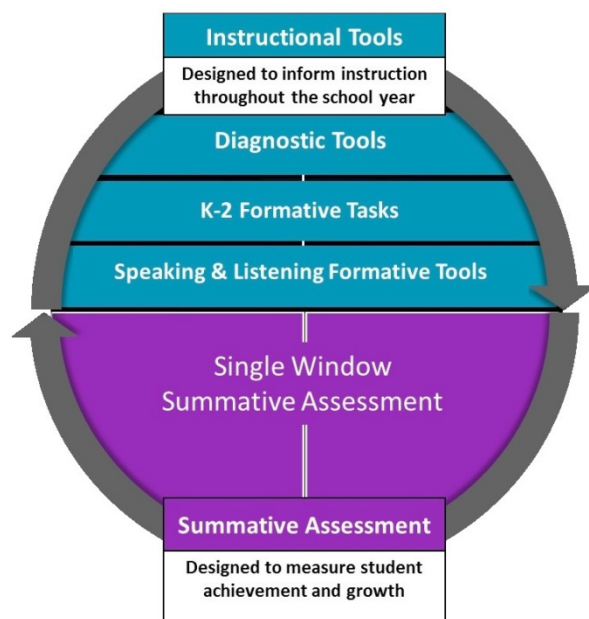 Instructional Tools
Designed to inform instruction
throughout the school year
Diagnostic Tools
K-2 Formative Tasks
Speaking & Listening Formative Tools
Single Window
Summative Assessment
Summative Assessment
Designed to measure student
achievement and growth